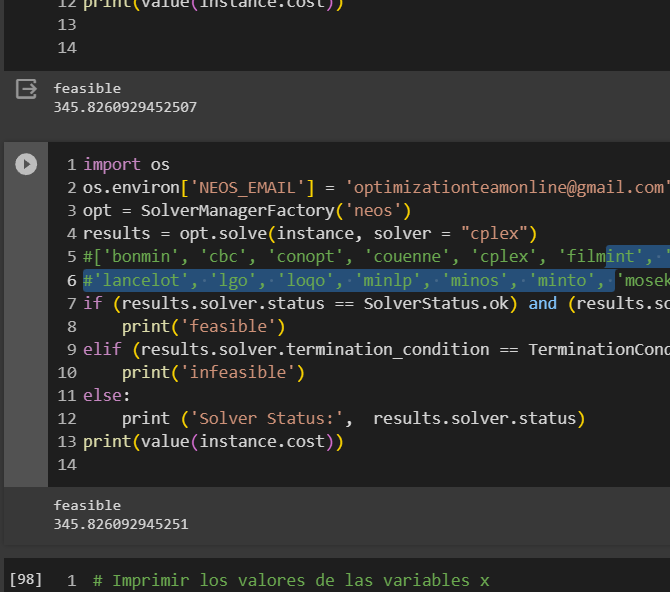 12 print(value(instance.cost))
13
14
feasible
345.8260929452507
1 import os
2 os.environ['NEOS_EMAIL'] = 'optimizationteamonline@gmail.com'
3 opt = SolverManagerFactory('neos')
4 results = opt.solve(instance, solver = "cplex")
5 #['bonmin', 'cbc', 'conopt', 'couenne', 'cplex', 'filmint', '
6 #'lancelot', 'lgo', 'loqo', 'minlp', 'minos', 'minto', 'mosek
7 if (results.solver.status == SolverStatus.ok) and (results.so
8     print('feasible')
9 elif (results.solver.termination_condition == TerminationCond
10     print('infeasible')
11 else:
12     print ('Solver Status:',  results.solver.status)
13 print(value(instance.cost))
14
feasible
345.826092945251
[98] 1 # Imprimir los valores de las variables x